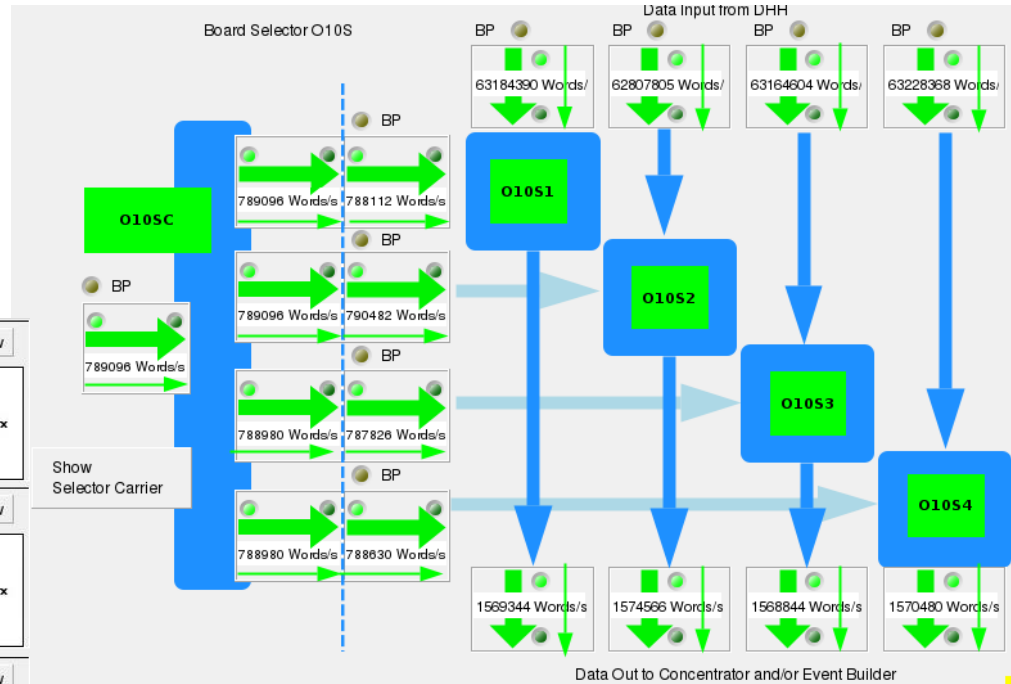 Data Input from DHH
Board Selector O10S
BP BP BP BP
63184390 Words/ 62807805 Words/ 63164604 Words/ 63228368 Words/
BP
789096 Words/s 788112 Words/s
O10S1
O10SC
BP
BP
789096 Words/s 790482 Words/s
O10S2
789096 Words/s
BP
788980 Words/s 787826 Words/s
O10S3
Show
Selector Carrier
BP
788980 Words/s 788630 Words/s
O10S4
1569344 Words/s 1574566 Words/s 1568844 Words/s 1570480 Words/s
Data Out to Concentrator and/or Event Builder